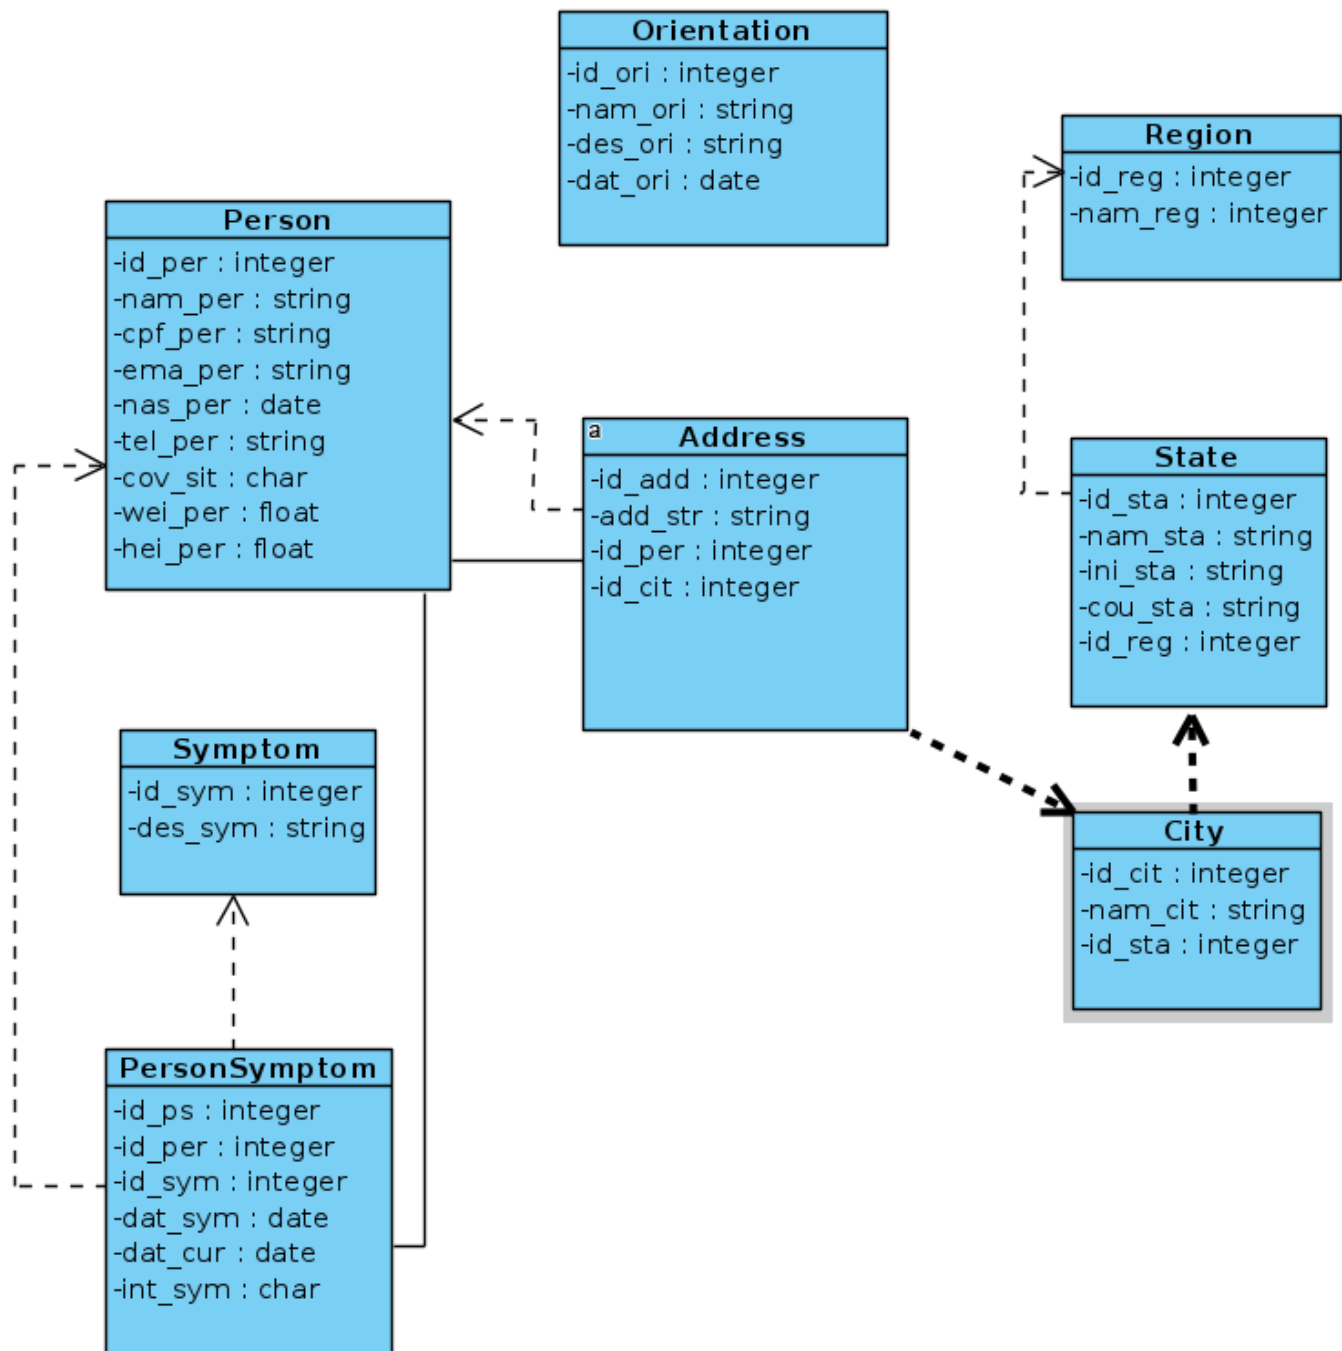 Orientation
-id_ori : integer
-nam_ori : string
-des_ori : string
-dat_ori : date
Region
-id_reg : integer
-nam_reg : integer
Person
-id_per : integer
-nam_per : string
-cpf_per : string
-ema_per : string
-nas_per : date
-tel_per : string
-cov_sit : char
-wei_per : float
-hei_per : float
a
Address
-id_add : integer
-add_str : string
-id_per : integer
-id_cit : integer
State
-id_sta : integer
-nam_sta : string
-ini_sta : string
-cou_sta : string
-id_reg : integer
Symptom
-id_sym : integer
-des_sym : string
City
-id_cit : integer
-nam_cit : string
-id_sta : integer
PersonSymptom
-id_ps : integer
-id_per : integer
-id_sym : integer
-dat_sym : date
-dat_cur : date
-int_sym : char